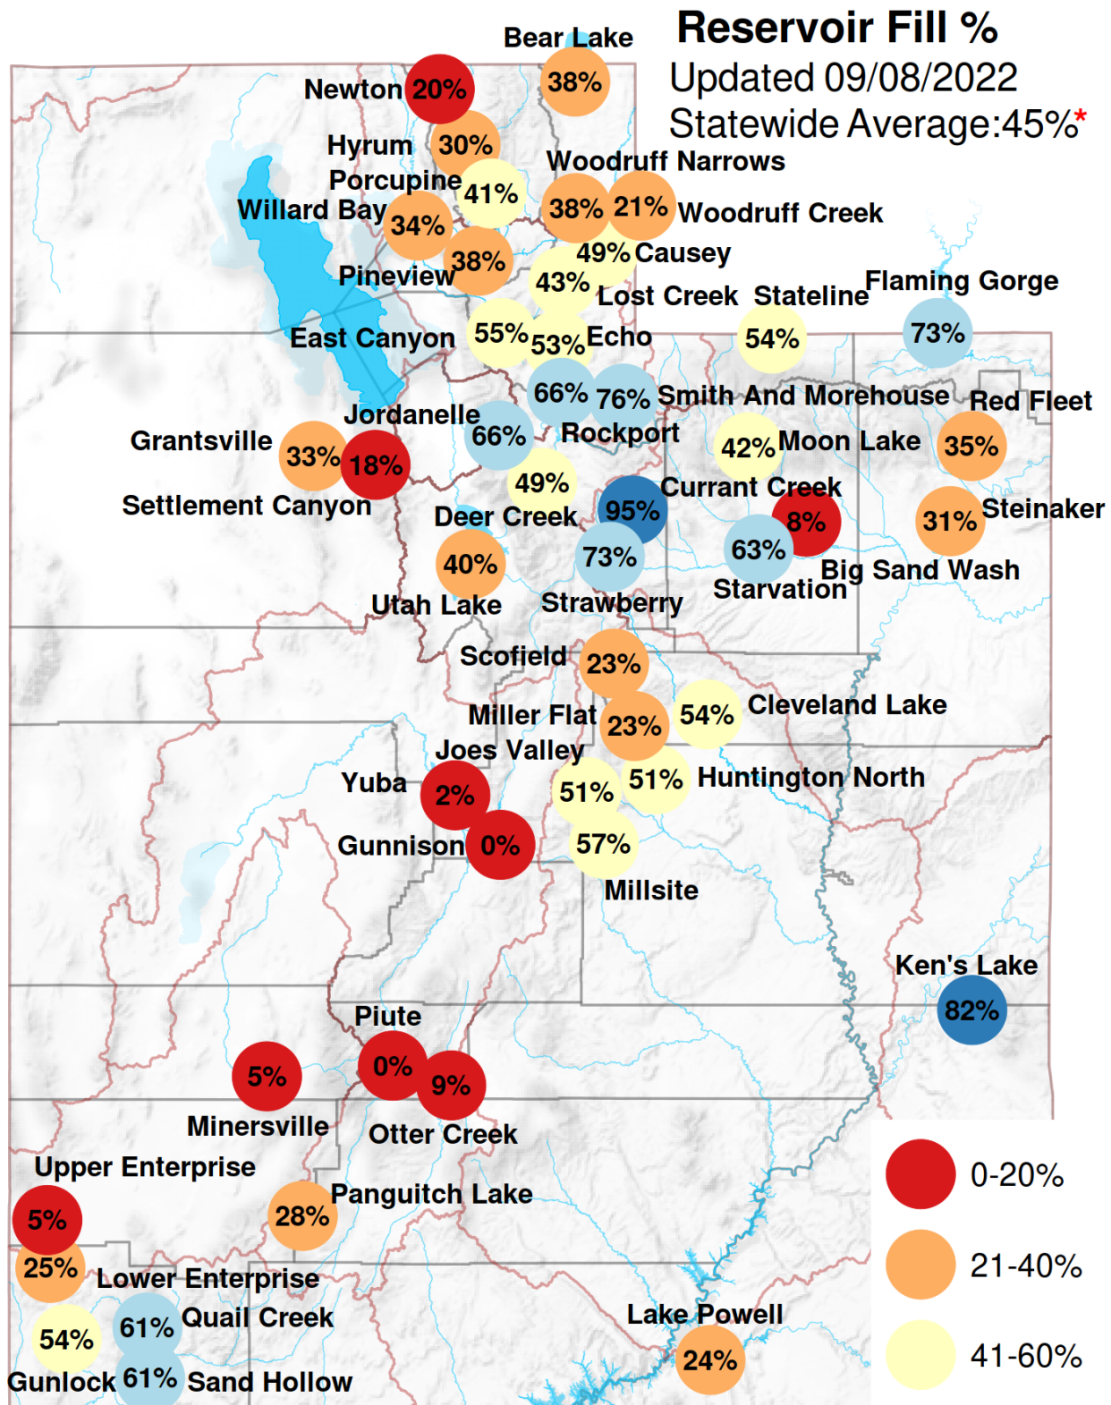 Reservoir Fill %
Updated 09/08/2022
Statewide Average:45%*
Bear Lake
38%
Newton 20%
Hyrum 30%
Porcupine 41%
Woodruff Narrows
38% 21% Woodruff Creek
Willard Bay 34%
Pineview 38%
49% Causey
43% Lost Creek
Stateline
54%
Flaming Gorge
73%
East Canyon 55%
53% Echo
66% 76% Smith And Morehouse
Rockport
Red Fleet
35%
Jordanelle
66%
42% Moon Lake
Grantsville 33%
18%
Settlement Canyon
49%
Deer Creek
Currant Creek
95%
8%
Big Sand Wash
31% Steinaker
63%
Starvation
73%
Strawberry
40%
Utah Lake
Scofield 23%
Miller Flat 23%
54% Cleveland Lake
Joes Valley
51%
51% Huntington North
Yuba 2%
Gunnison 0%
57%
Millsite
Ken's Lake
82%
Piute
0%
9%
Otter Creek
5%
Minersville
Upper Enterprise
5%
Panguitch Lake
28%
25%
Lower Enterprise
61% Quail Creek
54%
Gunlock
61% Sand Hollow
Lake Powell
24%
0-20%
21-40%
41-60%